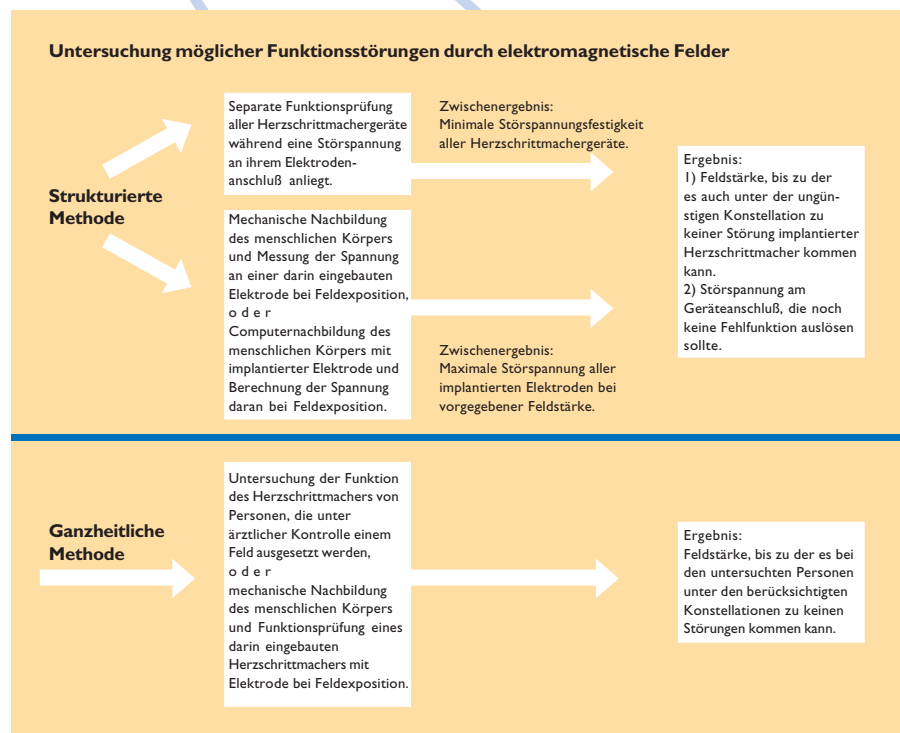 Untersuchung möglicher Funktionsstörungen durch elektromagnetische Felder
Strukturierte
Methode
Separate Funktionsprüfung
aller Herzschrittmachergeräte
während eine Störspannung
an ihrem Elektroden-
anschluß anliegt.
Zwischenergebnis:
Minimale Störspannungsfestigkeit
aller Herzschrittmachergeräte.
Mechanische Nachbildung
des menschlichen Körpers
und Messung der Spannung
an einer darin eingebauten
Elektrode bei Feldexposition,
o d e r
Computernachbildung des
menschlichen Körpers mit
implantierter Elektrode und
Berechnung der Spannung
daran bei Feldexposition.
Zwischenergebnis:
Maximale Störspannung aller
implantierten Elektroden bei
vorgegebener Feldstärke.
Ergebnis:
1) Feldstärke, bis zu der
es auch unter der ungün-
stigen Konstellation zu
keiner Störung implantierter
Herzschrittmacher kommen
kann.
2) Störspannung am
Geräteanschluß, die noch
keine Fehlfunktion auslösen
sollte.
Ganzheitliche
Methode
Untersuchung der Funktion
des Herzschrittmachers von
Personen, die unter
ärztlicher Kontrolle einem
Feld ausgesetzt werden,
o d e r
mechanische Nachbildung
des menschlichen Körpers
und Funktionsprüfung eines
darin eingebauten
Herzschrittmachers mit
Elektrode bei Feldexposition.
Ergebnis:
Feldstärke, bis zu der es bei
den untersuchten Personen
unter den berücksichtigten
Konstellationen zu keinen
Störungen kommen kann.